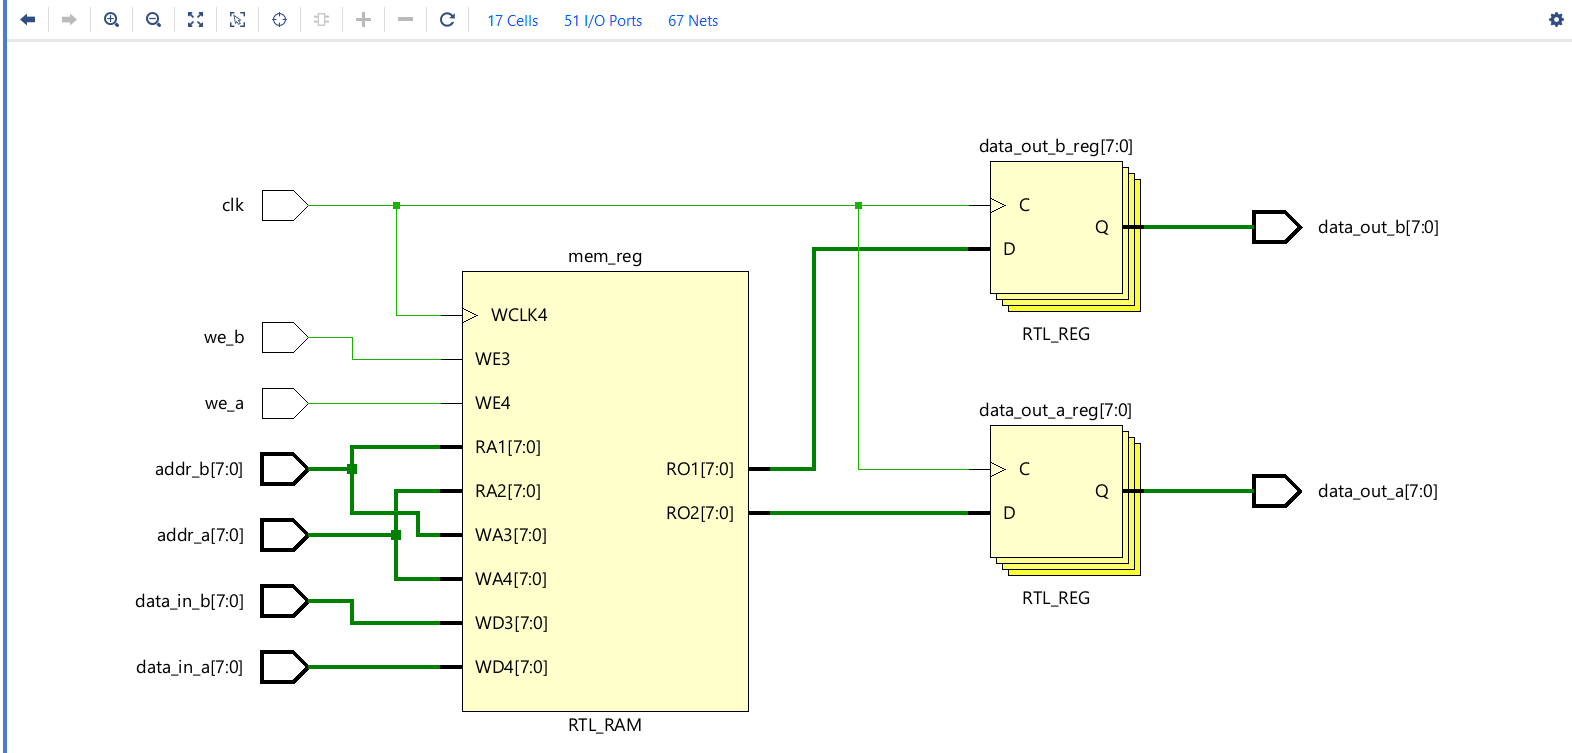 17 Cells 51 I/O Ports 67 Nets
data_out_b_reg[7:0]
clk
C
Q
data_out_b[7:0]
D
mem_reg
WCLK4
RTL_REG
we_b
WE3
we_a
WE4
data_out_a_reg[7:0]
RA1[7:0]
addr_b[7:0]
RO1[7:0]
C
RA2[7:0]
Q
data_out_a[7:0]
RO2[7:0]
D
addr_a[7:0]
WA3[7:0]
WA4[7:0]
data_in_b[7:0]
RTL_REG
WD3[7:0]
data_in_a[7:0]
WD4[7:0]
RTL_RAM